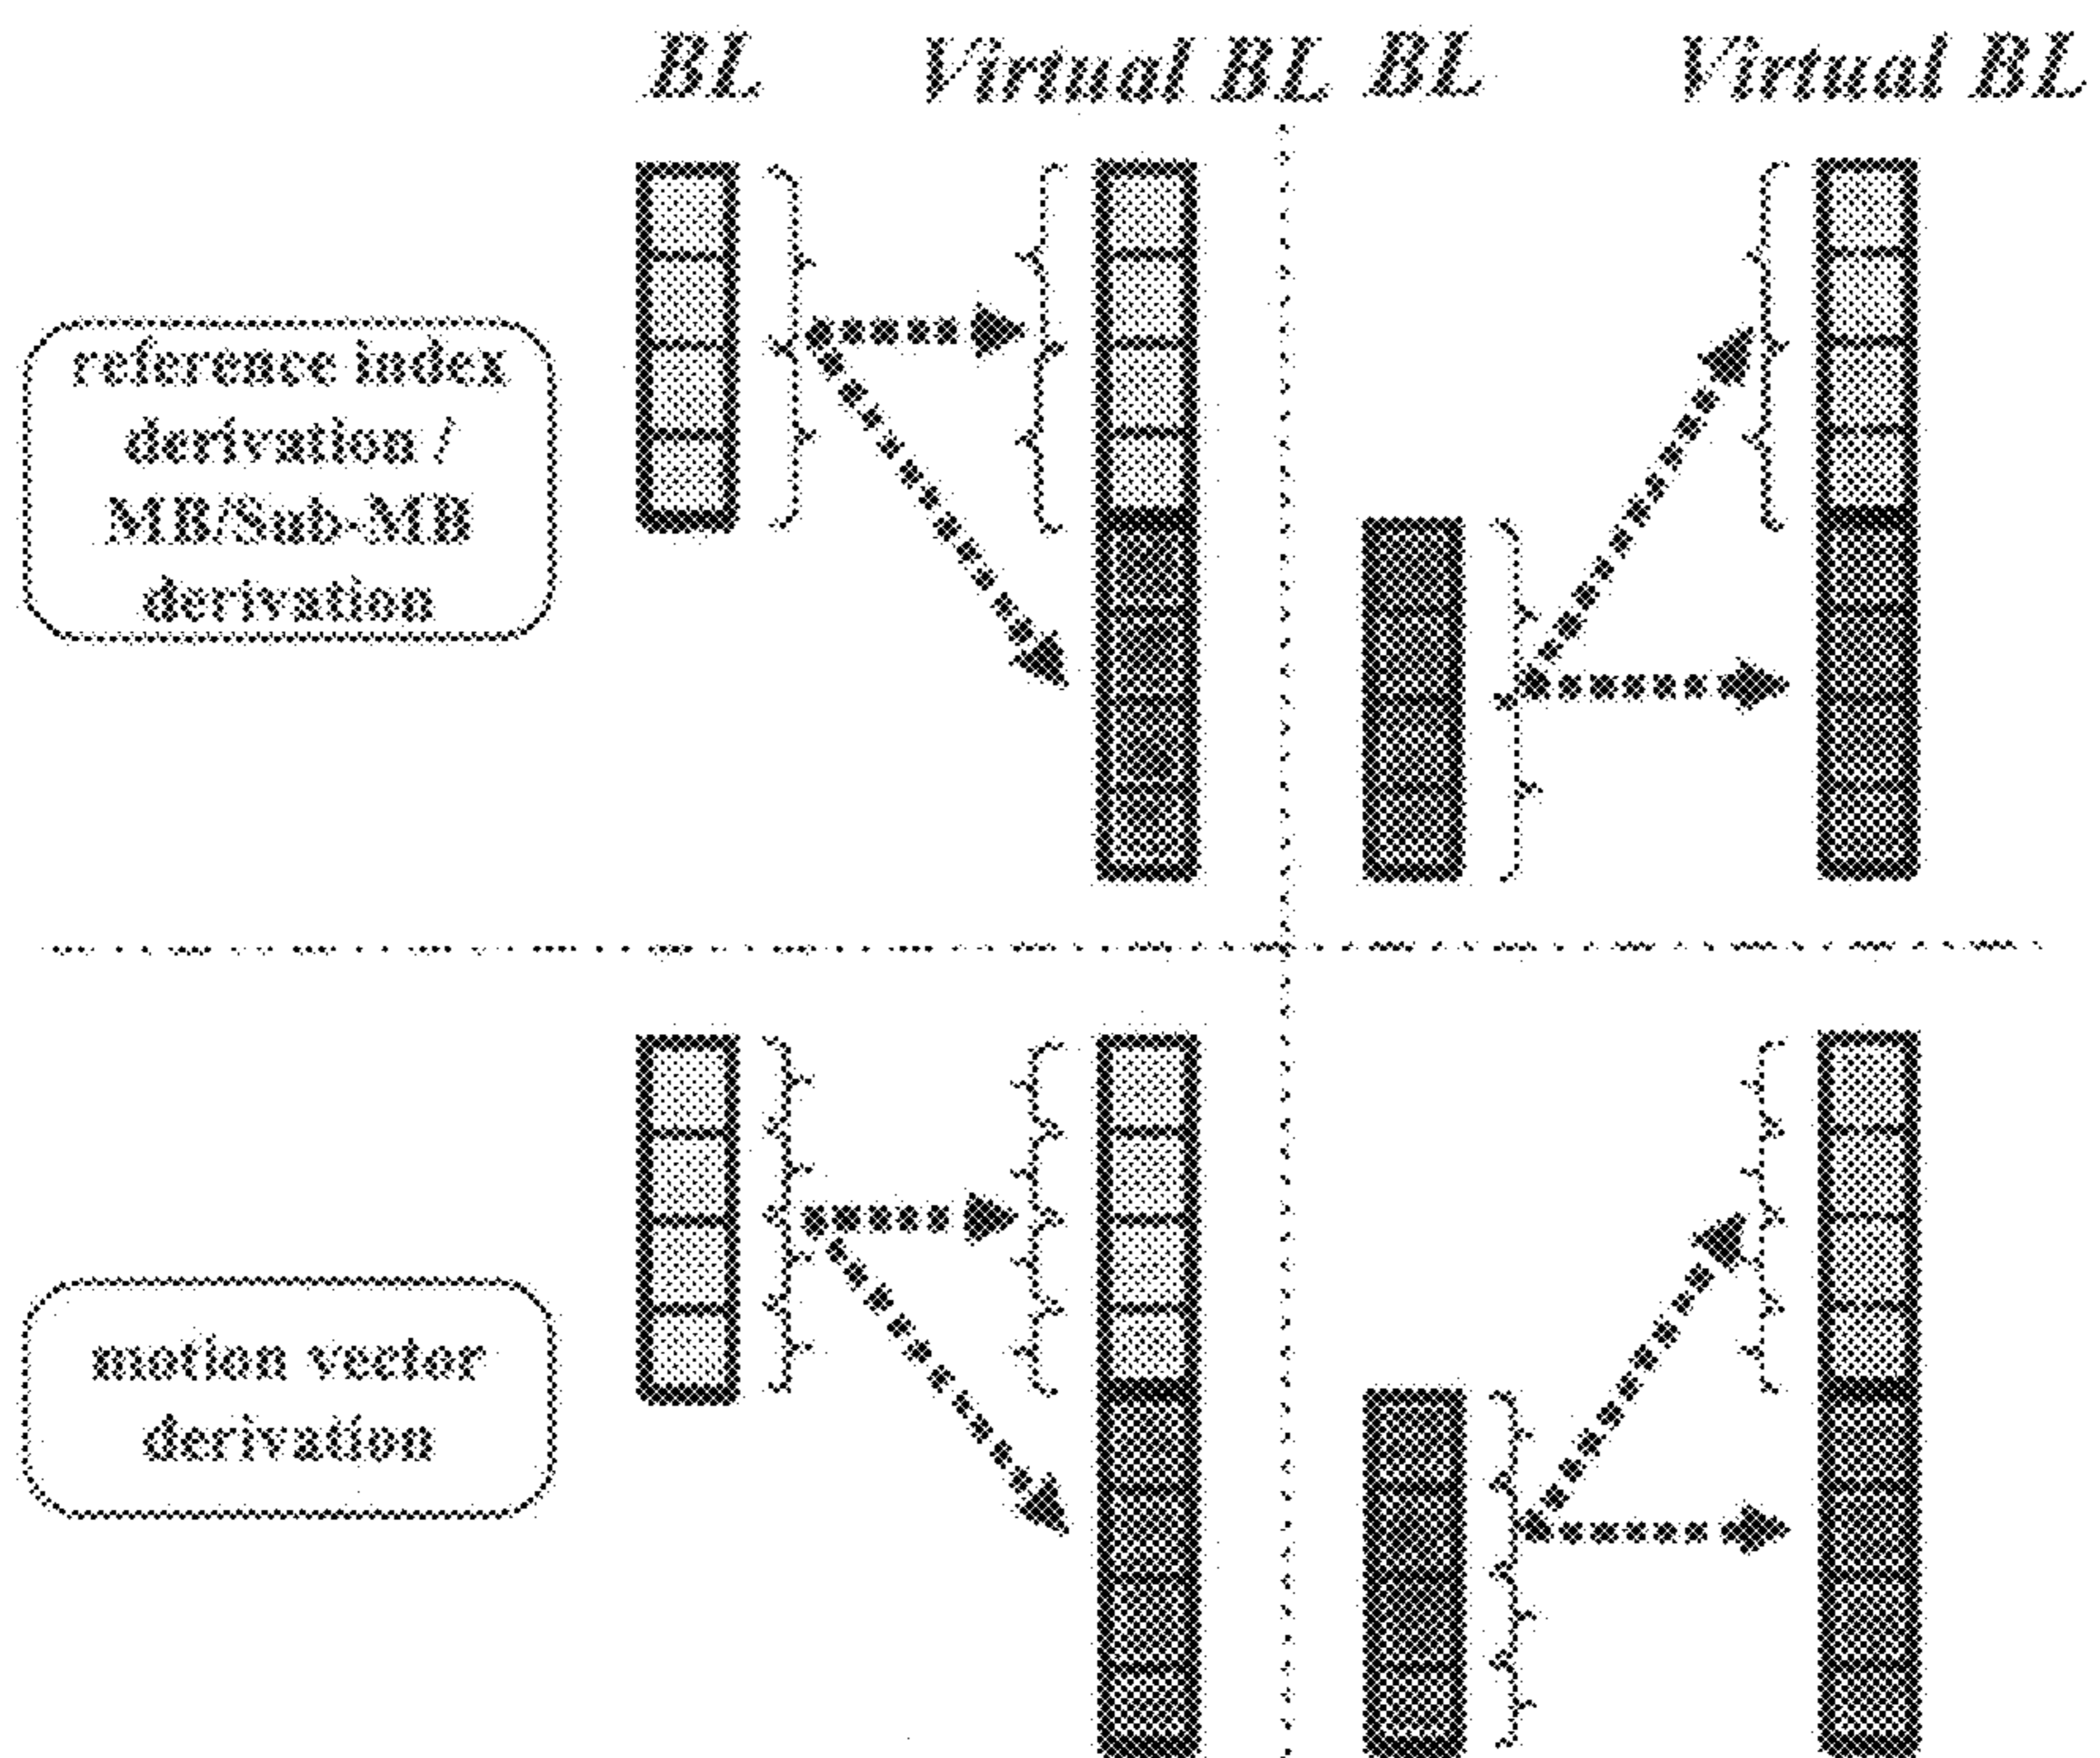 BL Virtual BL BL Virtual BL
reference index
derivation /
MB/Sub-MB
derivation
motion vector
derivation